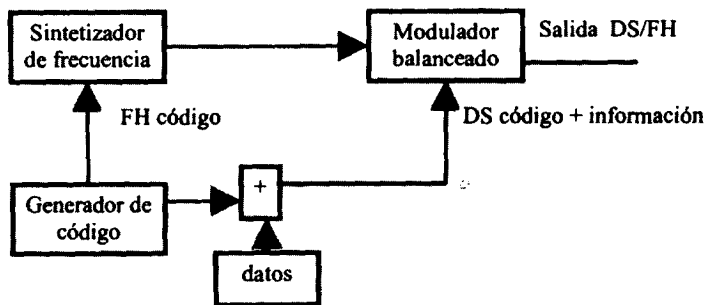 Sintetizador
de frecuencia
Modulador
balanceado
Salida DS/FH
FH código
DS código + información
Generador de
código
+
datos